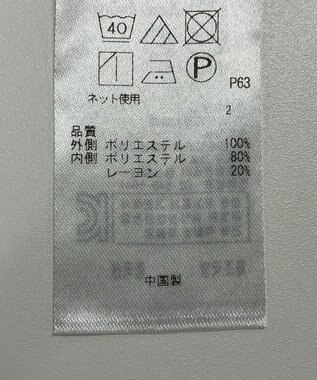 40
P
P63
ネット使用
2
品質
外側 ポリエステル 100%
内側 ポリエステル 80%
レーヨン 20%
中国製